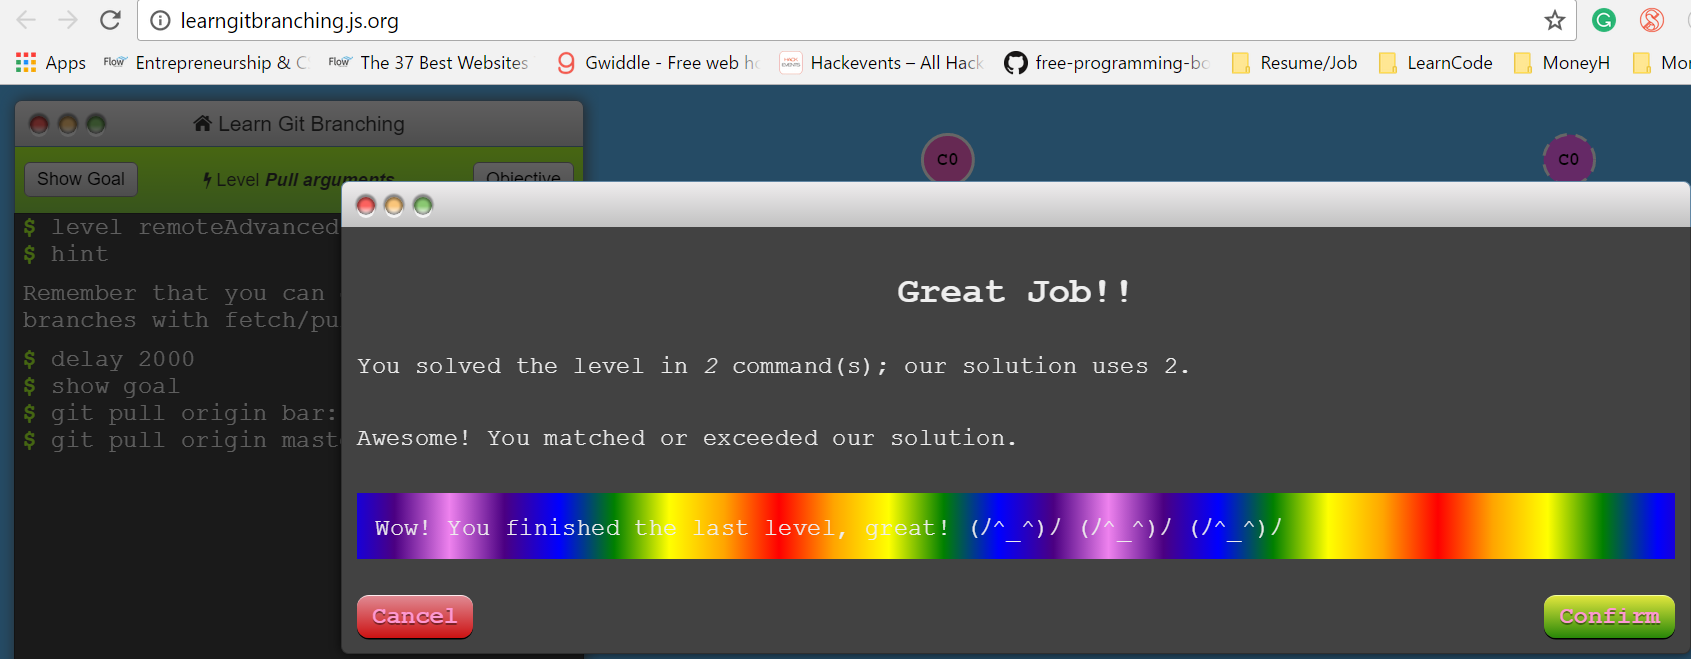 learngitbranching.js.org
Apps Flow Entrepreneurship & Flow The 37 Best Websites Gwiddle - Free web HACK EVENTS Hackevents – All Hack free-programming- Resume/Job LearnCode MoneyH
Learn Git Branching
Show Goal Level Pull arguments Objective
C0 C0
$ level remoteAdvanced
$ hint
Remember that you can
branches with
$ delay 2000
$ show goal
$ git pull origin bar:
$ git pull origin
Great Job!!
You solved the level in 2 command(s); our solution uses 2.
Awesome! You matched or exceeded our solution.
Wow! You finished the last level, great! (/^_^)/ (/^_^)/ (/^_^)/
Cancel Confirm